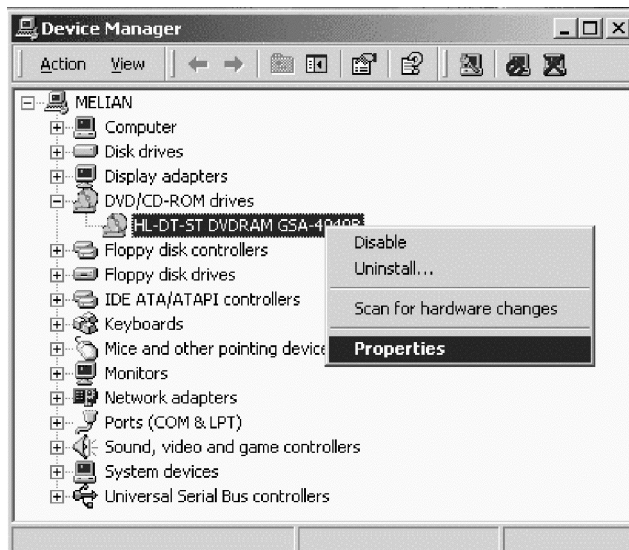 Device Manager
Action View
MELIAN
Computer
Disk drives
Display adapters
DVD/CD-ROM drives
HL-DT-ST DVDRAM
Floppy disk controllers
Floppy disk drives
IDE ATA/ATAPI controllers
Keyboards
Mice and other pointing device
Monitors
Network adapters
Ports (COM & LPT)
Sound, video and game controllers
System devices
Universal Serial Bus controllers
Disable
Uninstall...
Scan for hardware changes
Properties